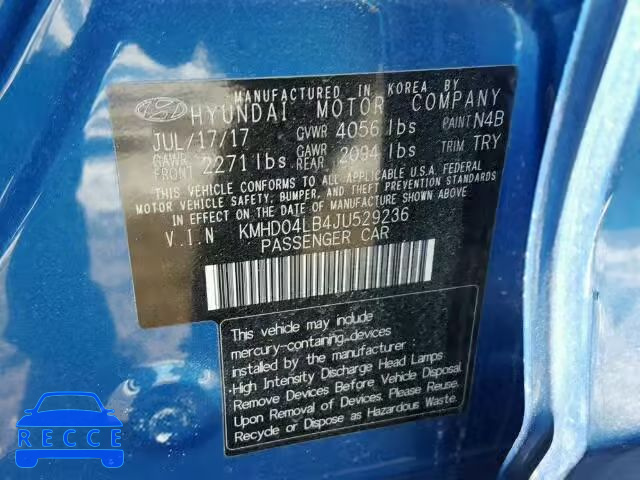 MANUFACTURED IN KOREA BY
HYUNDAI MOTOR COMPANY
JUL/17/17 GVWR 4056 lbs PAINT N4B
GAWR FRONT 2271 lbs GAWR REAR 2094 lbs TRIM TRY
THIS VEHICLE CONFORMS TO ALL APPLICABLE U.S.A. FEDERAL
MOTOR VEHICLE SAFETY, BUMPER, AND THEFT PREVENTION
STANDARDS IN EFFECT ON THE DATE OF MANUFACTURE SHOWN ABOVE.
V.I.N KMHD04LB4JU529236
PASSENGER CAR
This vehicle may include
mercury-containing devices
installed by the manufacturer :
-High Intensity Discharge Head Lamps
Remove Devices Before Vehicle Disposal.
Upon Removal of Devices, Please Reuse,
Recycle or Dispose as Hazardous Waste.
RECCE